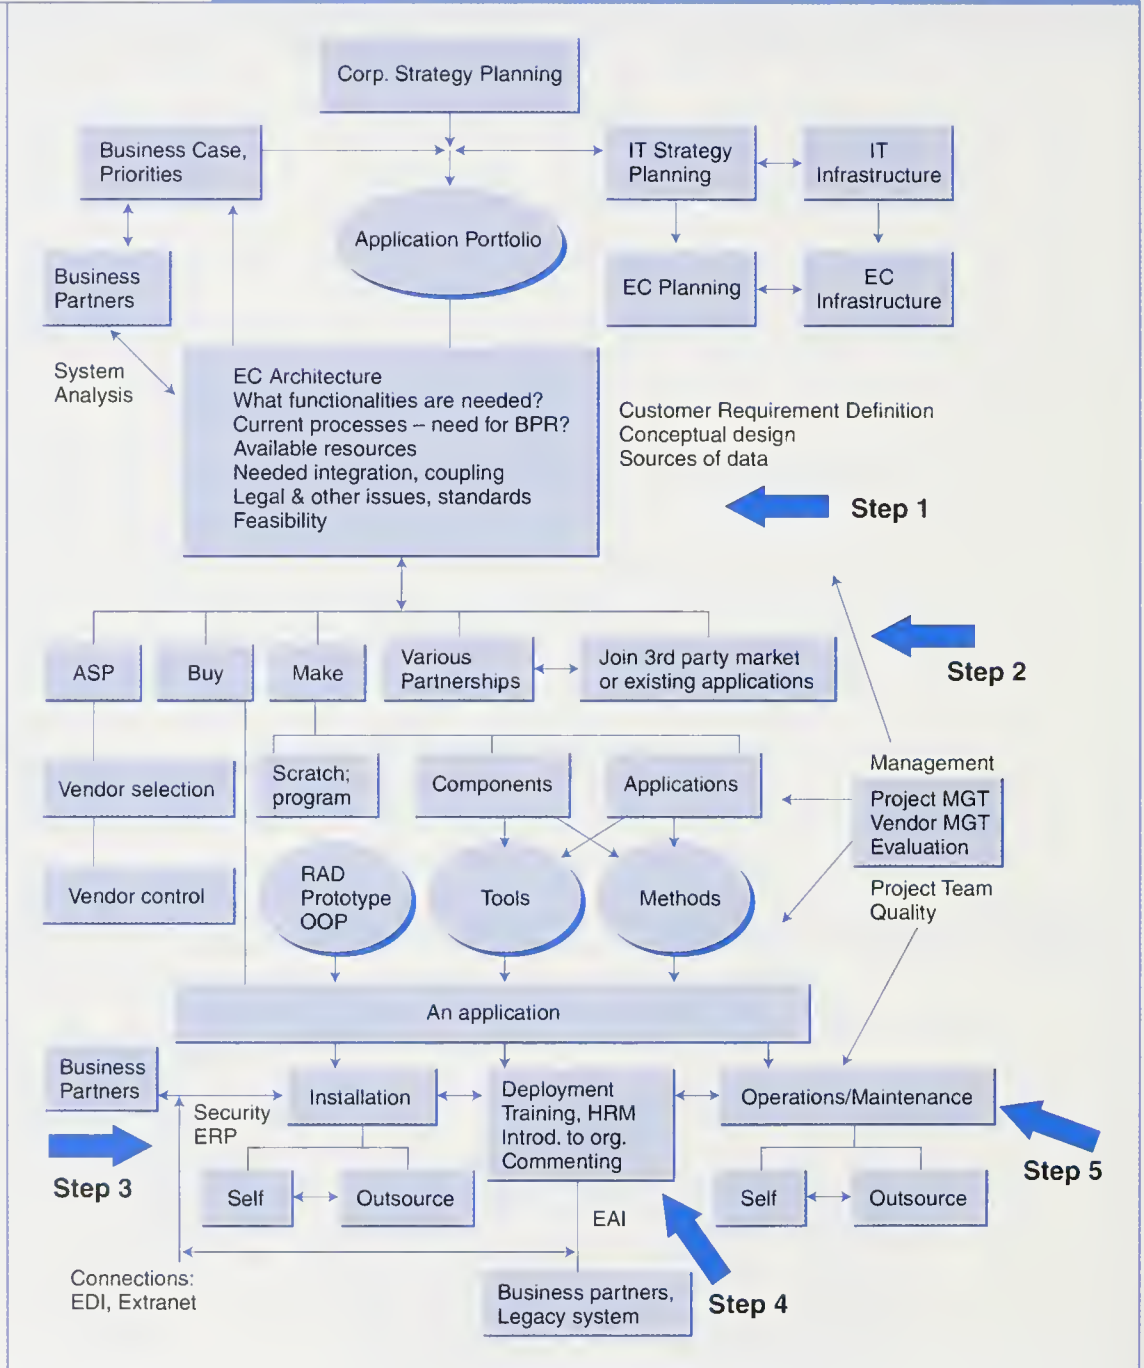 Corp. Strategy Planning
Business Case,
Priorities
IT Strategy
Planning
IT
Infrastructure
Application Portfolio
Business
Partners
EC Planning
EC
Infrastructure
System
Analysis
EC Architecture
What functionalities are needed?
Current processes – need for BPR?
Available resources
Needed integration, coupling
Legal & other issues, standards
Feasibility
Customer Requirement Definition
Conceptual design
Sources of data
Step 1
ASP
Buy
Make
Various
Partnerships
Join 3rd party market
or existing applications
Step 2
Vendor selection
Scratch;
program
Components
Applications
Management
Project MGT
Vendor MGT
Evaluation
Vendor control
RAD
Prototype
OOP
Tools
Methods
Project Team
Quality
An application
Business
Partners
Security
ERP
Installation
Deployment
Training, HRM
Introd. to org.
Commenting
Operations/Maintenance
Step 3
Self
Outsource
Self
Outsource
Step 5
EAI
Connections:
EDI, Extranet
Business partners,
Legacy system
Step 4